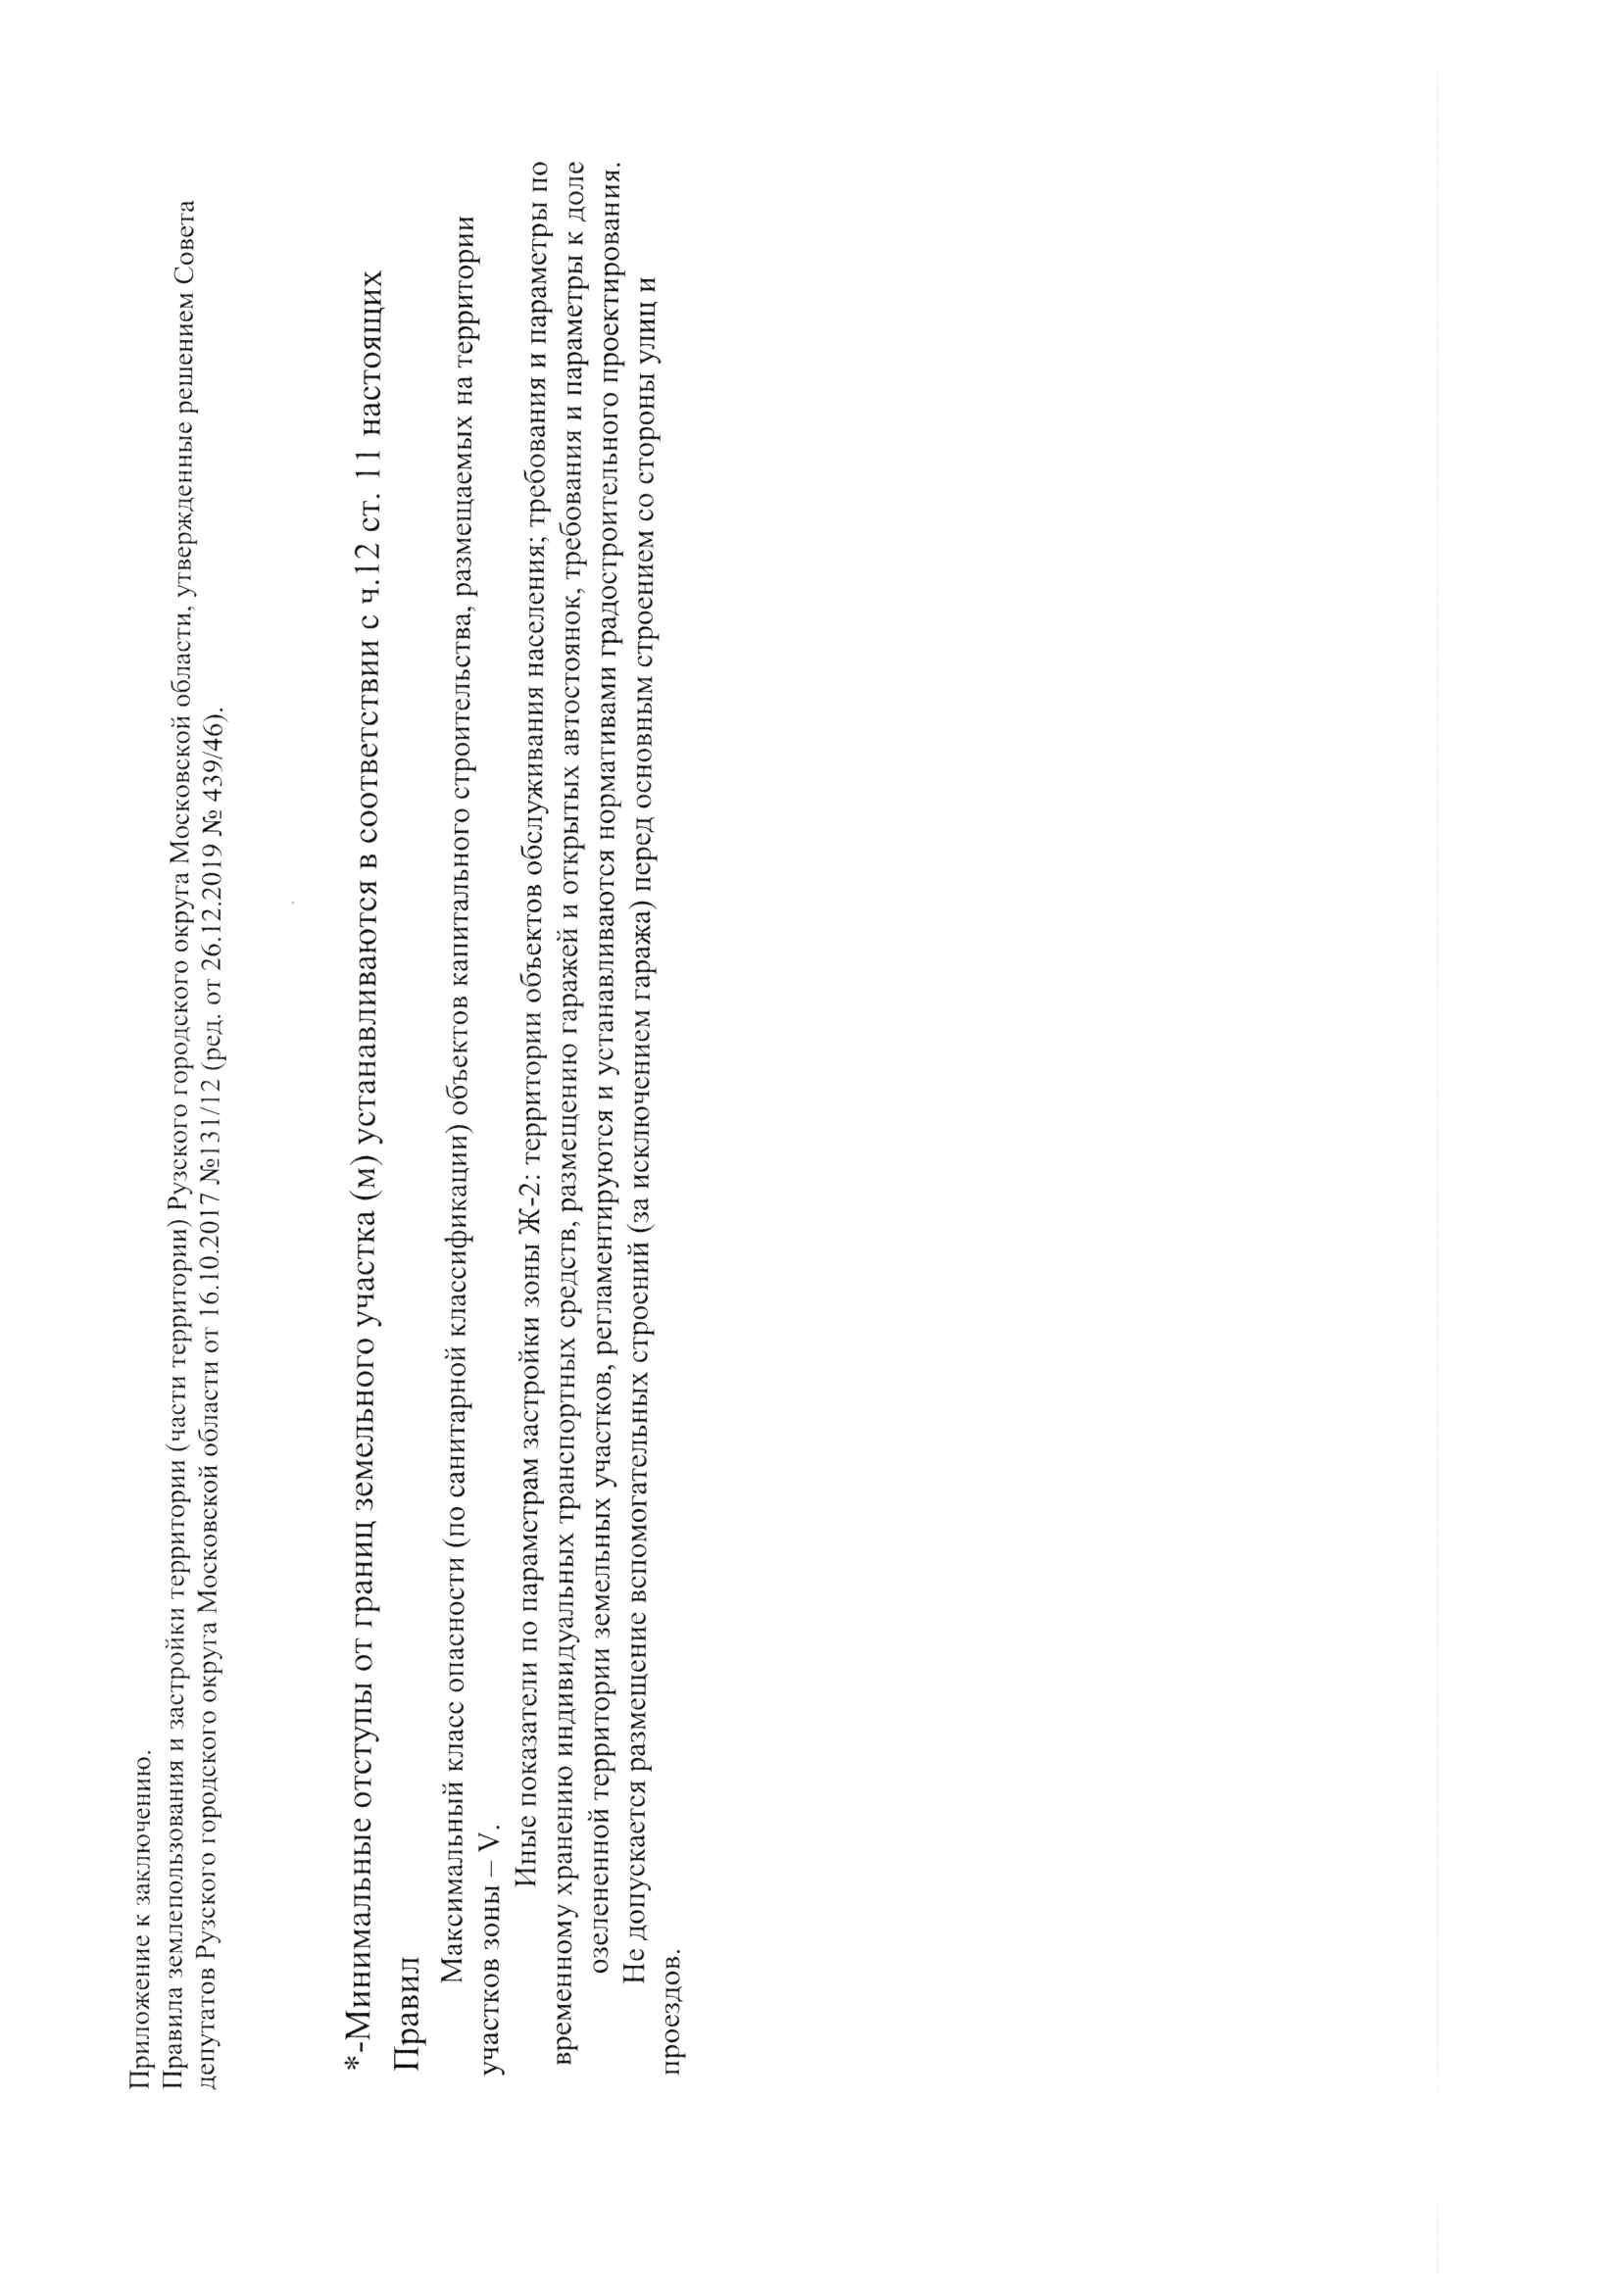 Приложение к заключению.
Правила землепользования и застройки территории (части территории) Рузского городского округа Московской области, утвержденные решением Совета
депутатов Рузского городского округа Московской области от 16.10.2017 №131/12 (ред. от 26.12.2019 № 439/46).
*-Минимальные отступы от границ земельного участка (м) устанавливаются в соответствии с ч.12 ст. 11 настоящих
Правил
Максимальный класс опасности (по санитарной классификации) объектов капитального строительства, размещаемых на территории
участков зоны – V.
Иные показатели по параметрам застройки зоны Ж-2: территории объектов обслуживания населения; требования и параметры по
временному хранению индивидуальных транспортных средств, размещению гаражей и открытых автостоянок, требования и параметры к доле
озелененной территории земельных участков, регламентируются и устанавливаются нормативами градостроительного проектирования.
Не допускается размещение вспомогательных строений (за исключением гаража) перед основным строением со стороны улиц и
проездов.